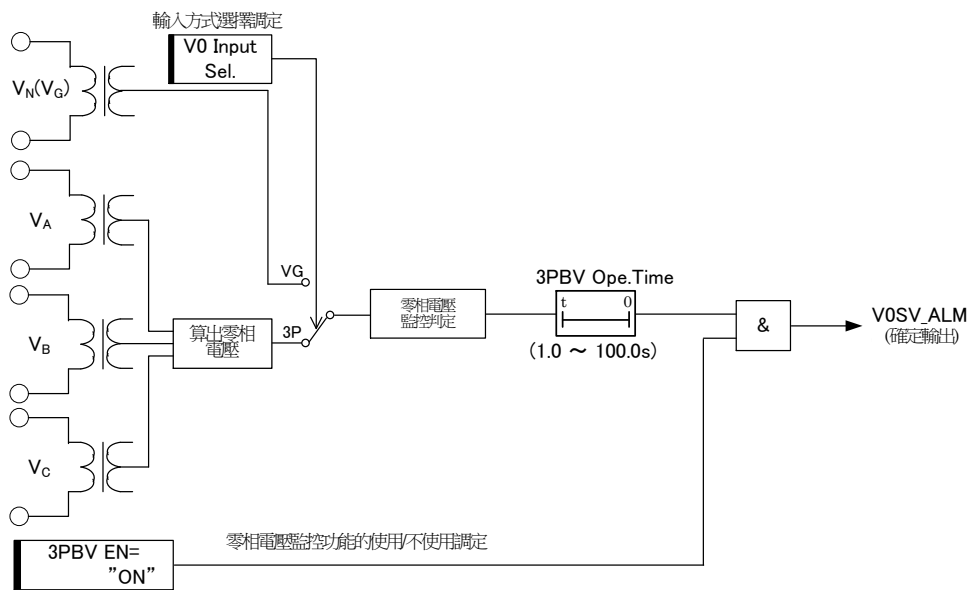 輸入方式選擇調定
V0 Input
Sel.
VN(VG)
VA
VG
3PBV Ope.Time
t 0
零相電壓
監控判定
&
V0SV_ALM
(確定輸出)
VB
算出零相
電壓
3P
(1.0 ～ 100.0s)
VC
零相電壓監控功能的使用/不使用調定
3PBV EN=
"ON"